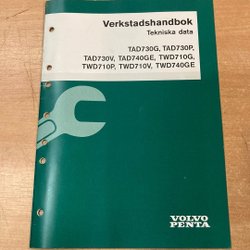 Verkstadshandbok
Tekniska data
TAD730G, TAD730P,
TAD730V, TAD740GE, TWD710G,
TWD710P, TWD710V, TWD740GE
VOLVO
PENTA